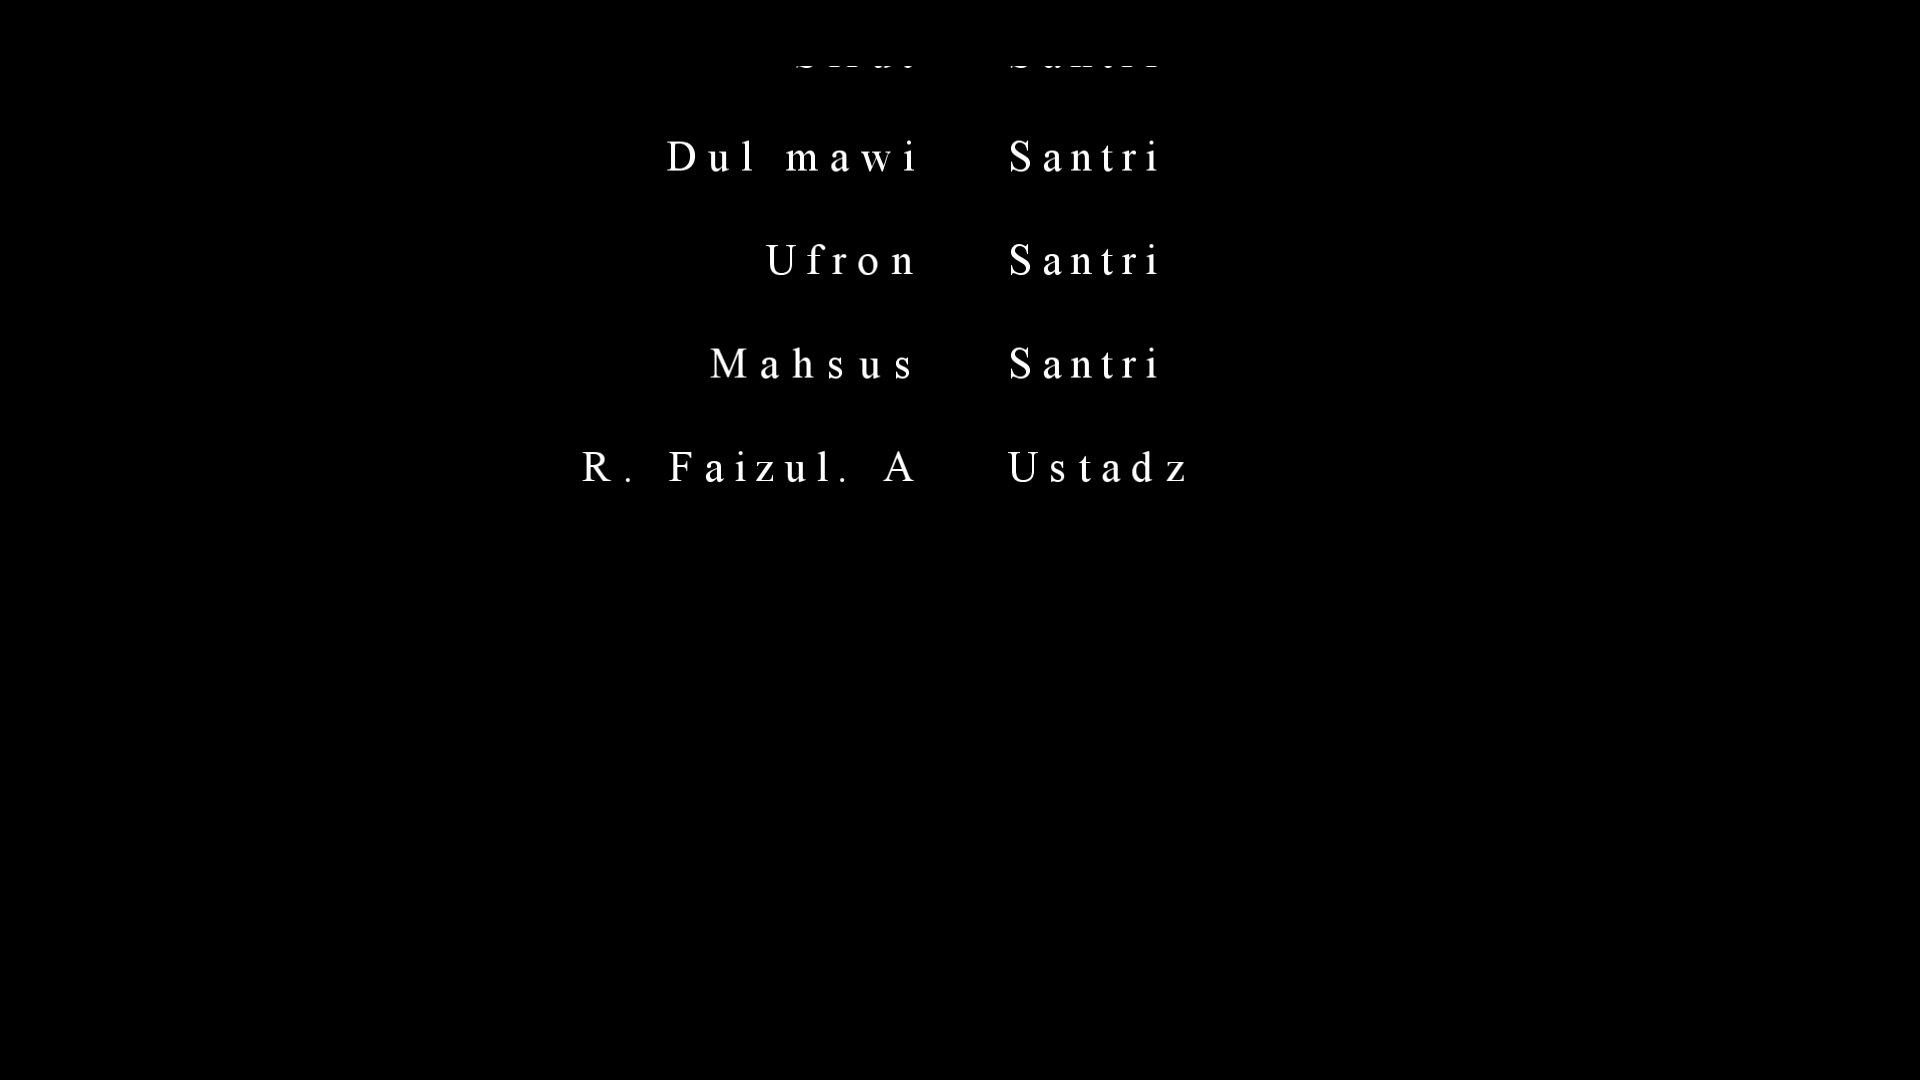 Dul mawi Santri
Ufron Santri
Mahsus Santri
R. Faizul. A Ustadz